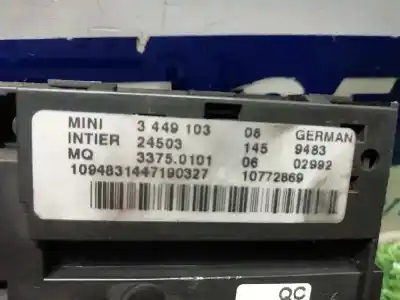 MINI 3 449 103 08 GERMAN
INTIER 24503 145 9483
MQ 3375.0101 06 02992
1094831447190327 10772869
QC